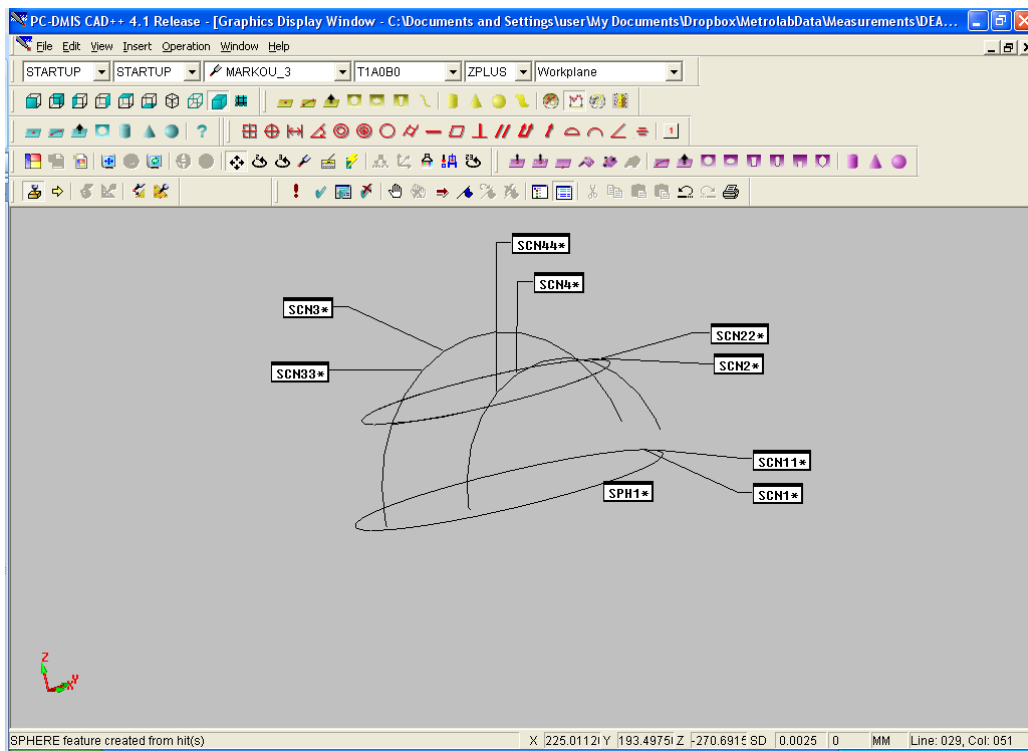 PC-DMIS CAD++ 4.1 Release - [Graphics Display Window - C:\Documents and Settings\user\My Documents\Dropbox\MetrolabData\Measurements\DEA...
File Edit View Insert Operation Window Help
STARTUP STARTUP MARKOU_3 T1A0B0 ZPLUS Workplane
SCN44*
SCN4*
SCN3*
SCN22*
SCN33*
SCN2*
SCN11*
SPH1*
SCN1*
Z
X Y
SPHERE feature created from hit(s) X 225.0112 Y 193.4975 Z -270.6915 SD 0.0025 0 MM Line: 029, Col: 051